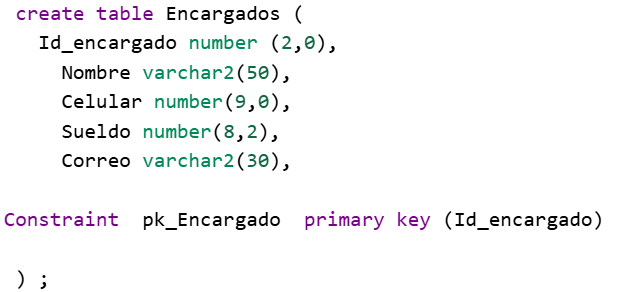 create table Encargados (
Id_encargado number (2,0),
Nombre varchar2(50),
Celular number(9,0),
Sueldo number(8,2),
Correo varchar2(30),
Constraint pk_Encargado primary key (Id_encargado)
) ;